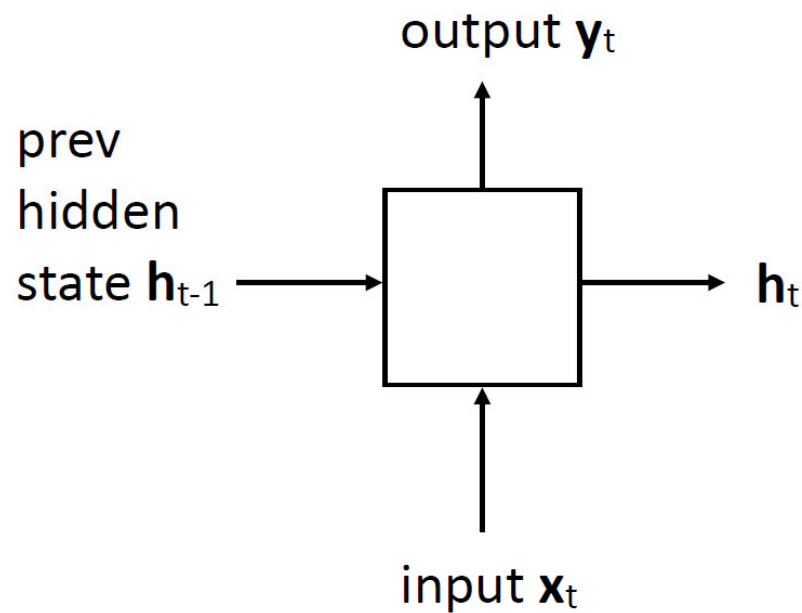 output yt
prev
hidden
state ht-1
ht
input xt